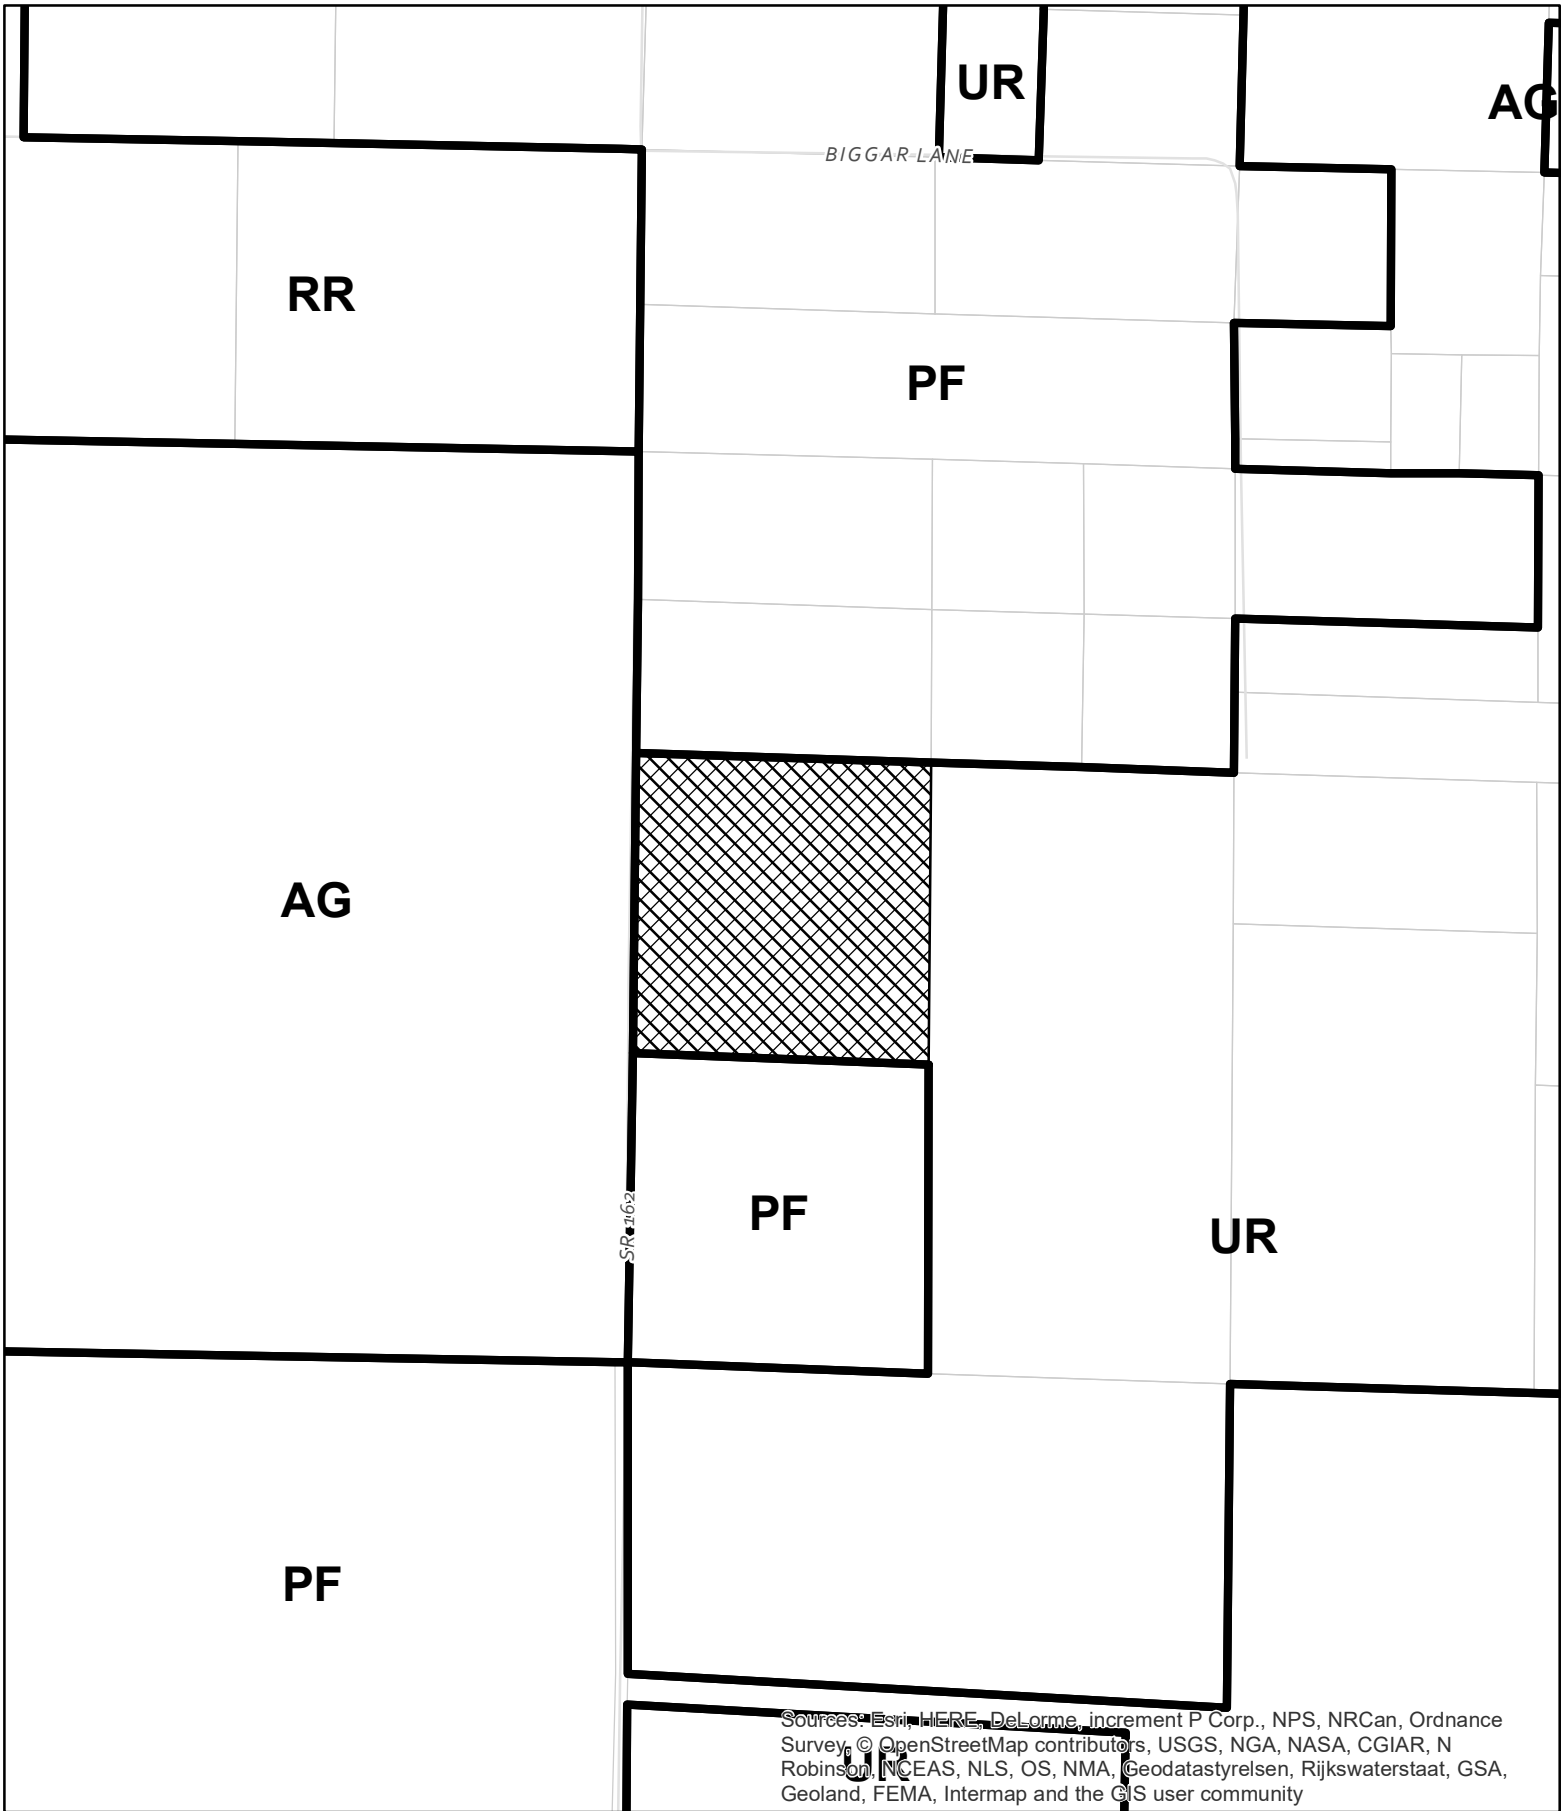 UR
AG
BIGGAR LANE
RR
PF
AG
PF
SR 162
UR
PF
UR
Sources: Esri, HERE, DeLorme, increment P Corp., NPS, NRCan, Ordnance
Survey, © OpenStreetMap contributors, USGS, NGA, NASA, CGIAR, N
Robinson, NCEAS, NLS, OS, NMA, Geodatastyrelsen, Rijkswaterstaat, GSA,
Geoland, FEMA, Intermap and the GIS user community